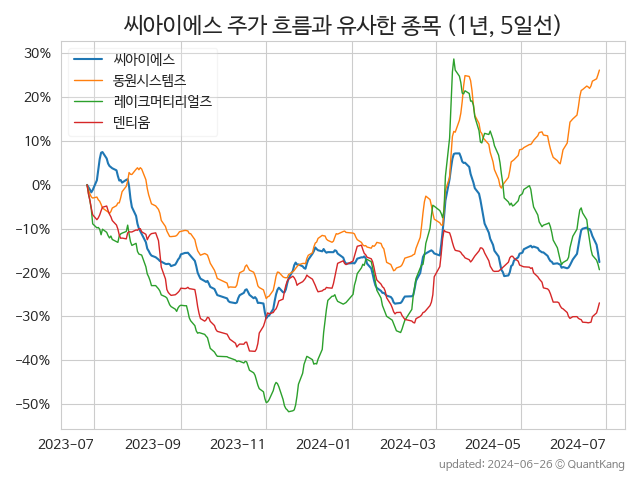 씨아이에스 주가 흐름과 유사한 종목 (1년, 5일선)
씨아이에스
동원시스템즈
레이크머티리얼즈
덴티움
30%
20%
10%
0%
−10%
−20%
−30%
−40%
−50%
2023-07 2023-09 2023-11 2024-01 2024-03 2024-05 2024-07
updated: 2024-06-26 ⓒ QuantKang